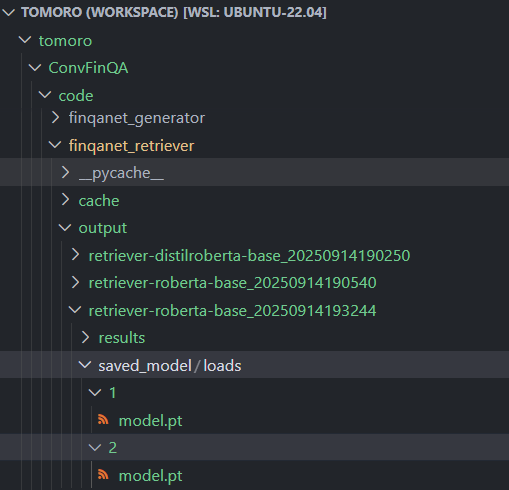 TOMORO (WORKSPACE) [WSL: UBUNTU-22.04]
tomoro
ConvFinQA
code
finqanet_generator
finqanet_retriever
__pycache__
cache
output
retriever-distilroberta-base_20250914190250
retriever-roberta-base_20250914190540
retriever-roberta-base_20250914193244
results
saved_model/loads
1
model.pt
2
model.pt